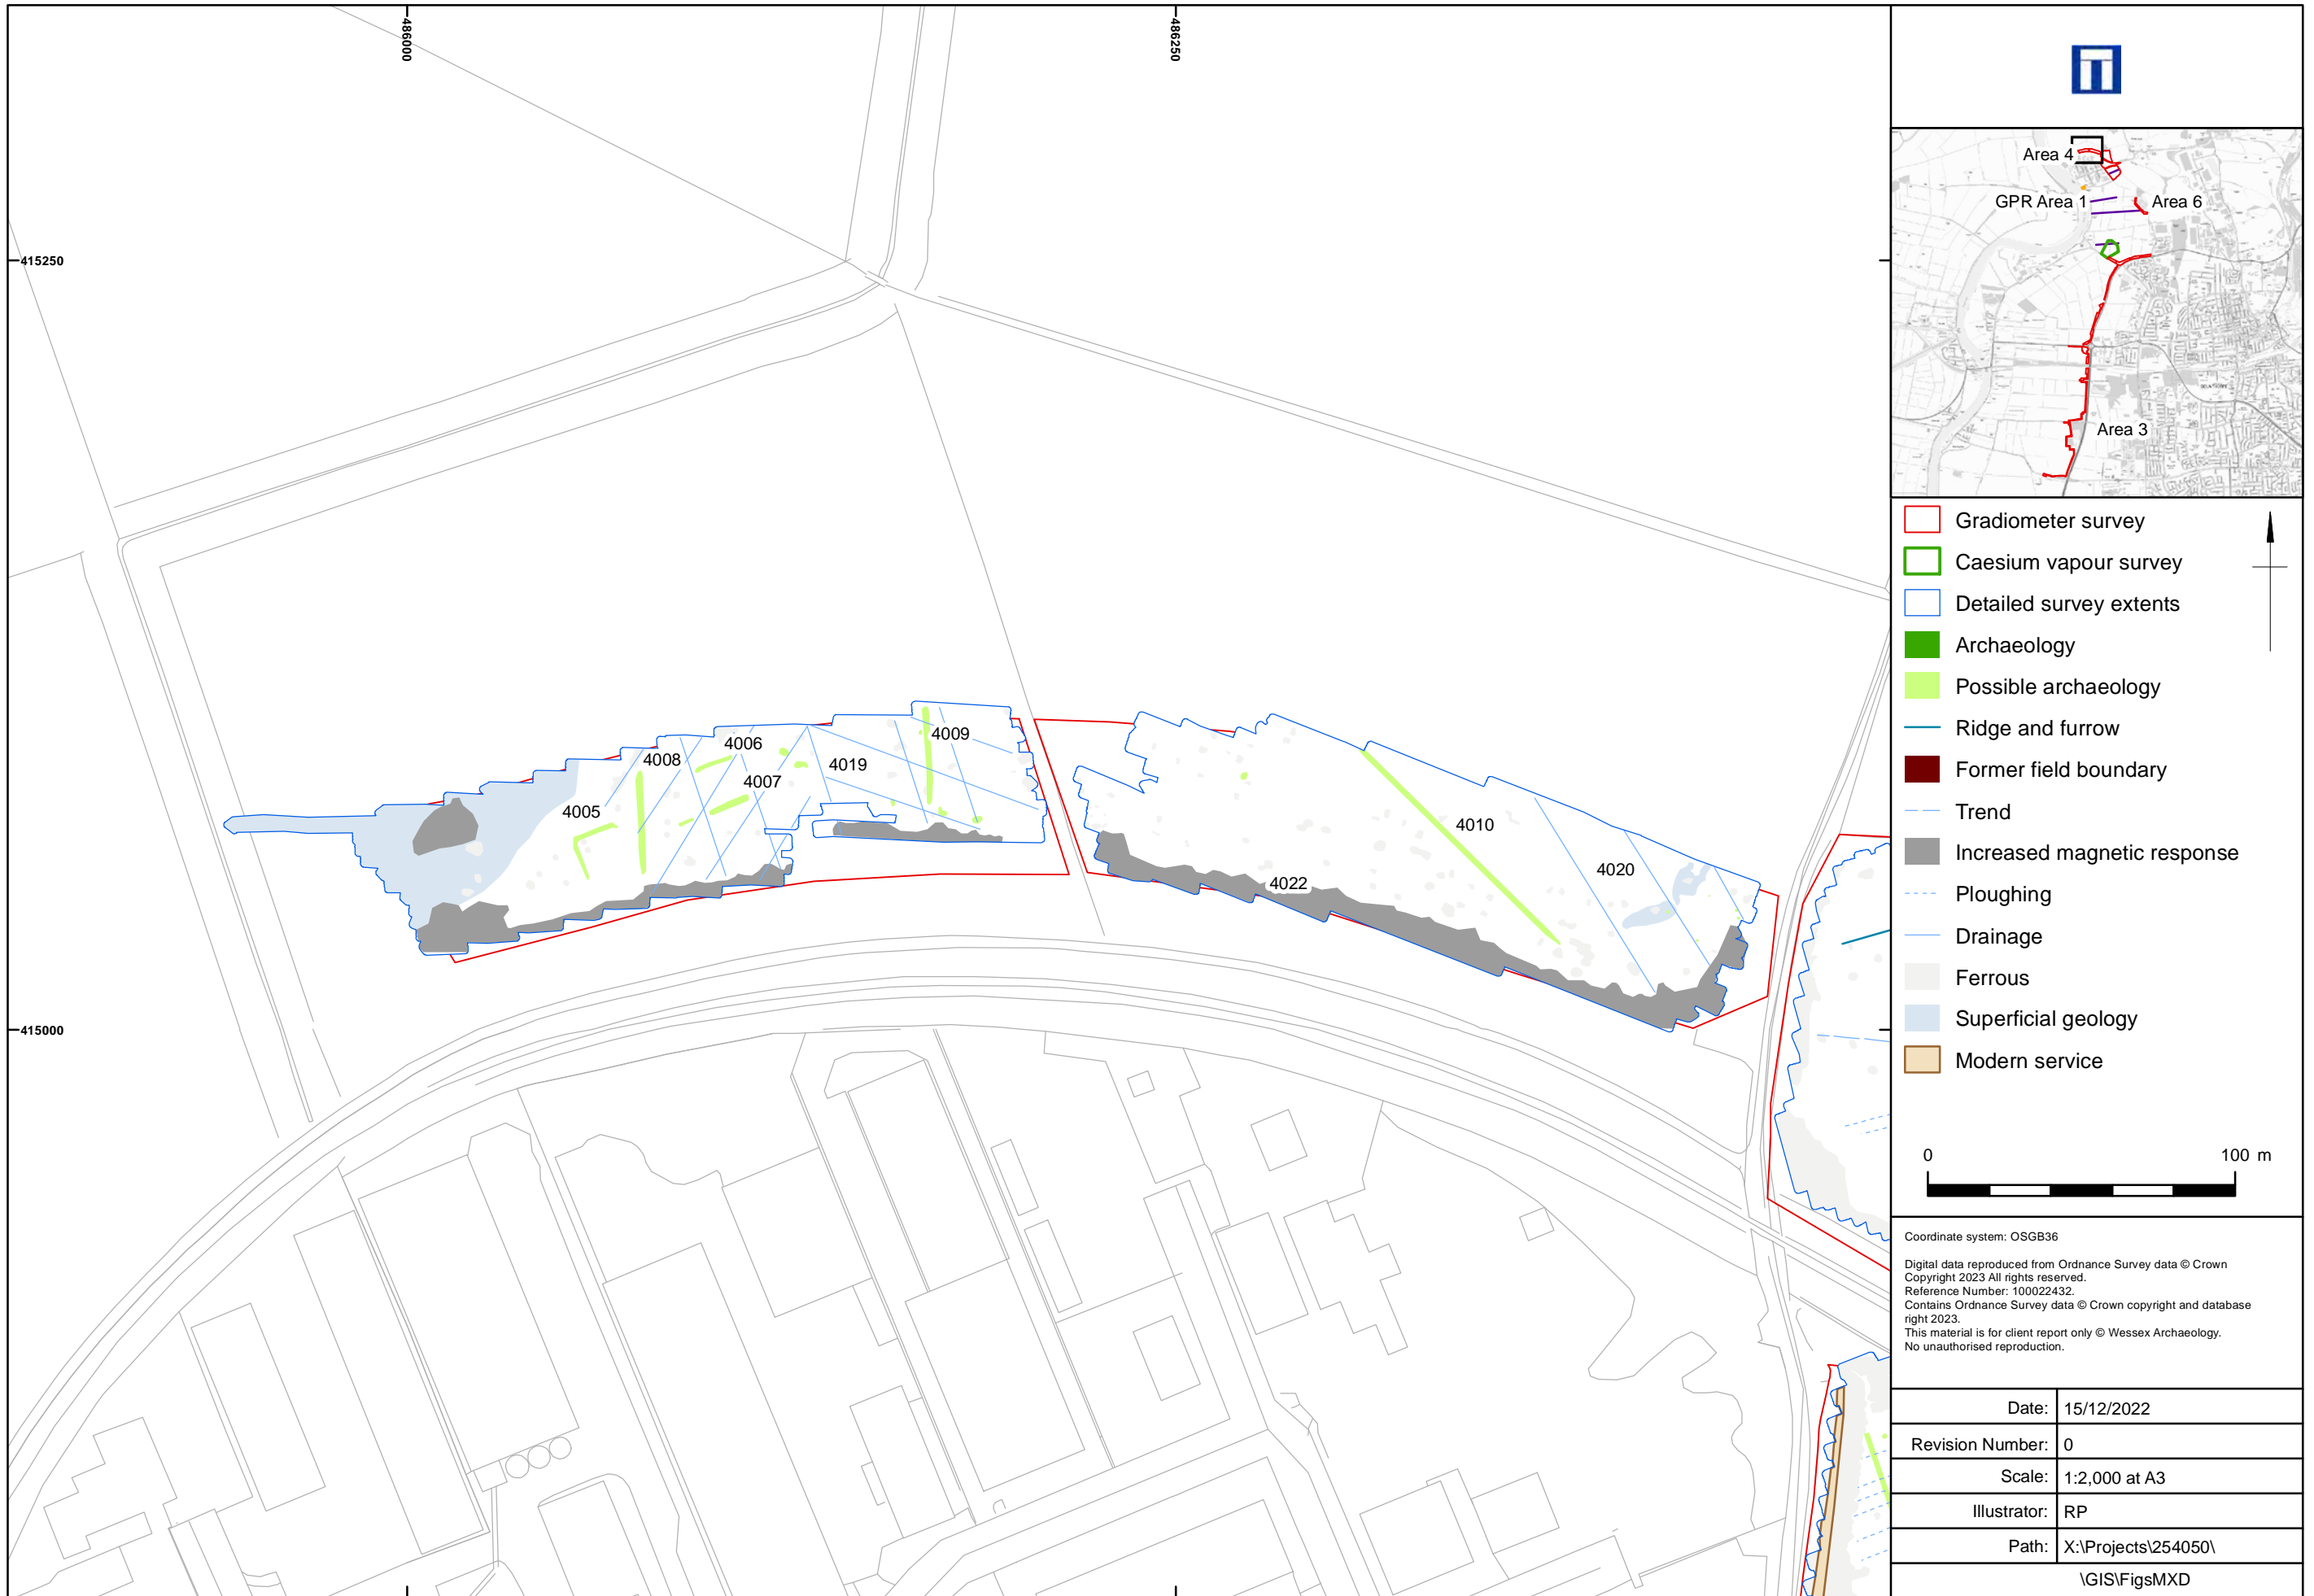 486000
486250
415250
415000
4008
4006
4009
4019
4007
4005
4010
4020
4022
Area 4
GPR Area 1
Area 6
Area 3
Gradiometer survey
Caesium vapour survey
Detailed survey extents
Archaeology
Possible archaeology
Ridge and furrow
Former field boundary
Trend
Increased magnetic response
Ploughing
Drainage
Ferrous
Superficial geology
Modern service
0 100 m
Coordinate system: OSGB36
Digital data reproduced from Ordnance Survey data © Crown
Copyright 2023 All rights reserved.
Reference Number: 100022432.
Contains Ordnance Survey data © Crown copyright and database
right 2023.
This material is for client report only © Wessex Archaeology.
No unauthorised reproduction.
Date: 15/12/2022
Revision Number: 0
Scale: 1:2,000 at A3
Illustrator: RP
Path: X:\Projects\254050\
\GIS\FigsMXD